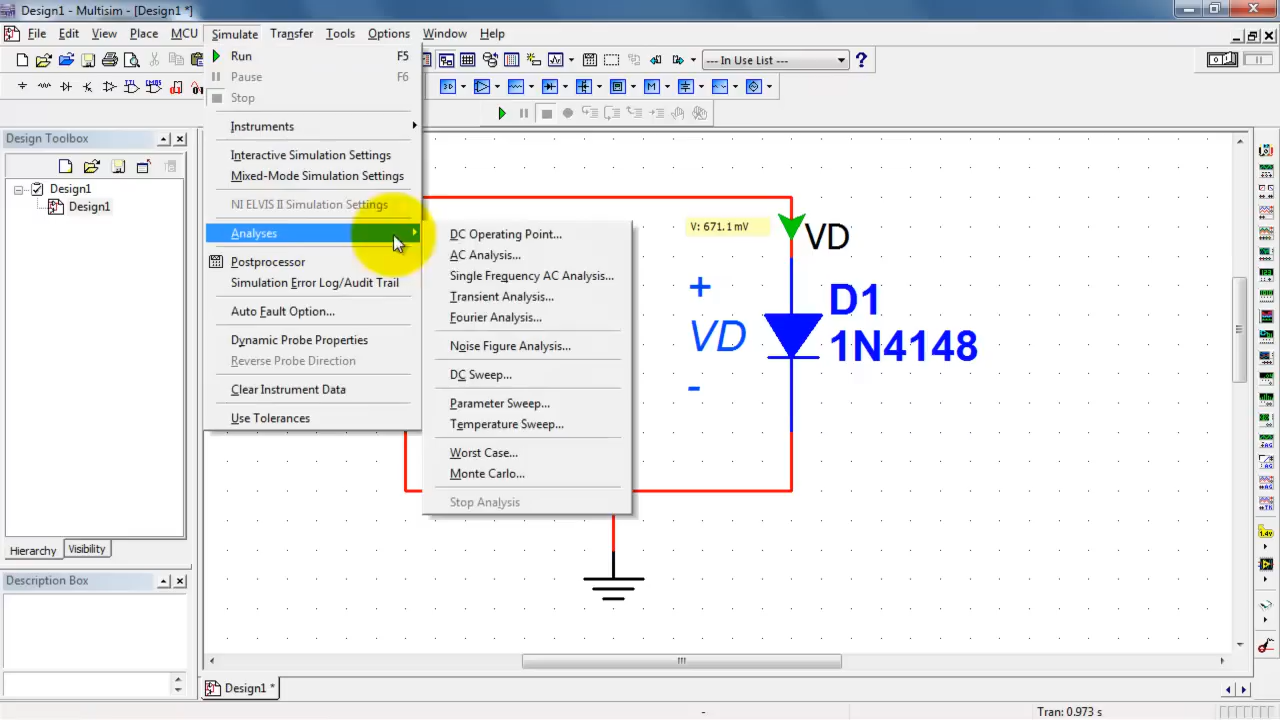 Design1 - Multisim - [Design1 *]
File Edit View Place MCU Simulate Transfer Tools Options Window Help
--- In Use List ---
Design Toolbox
Design1
Design1
Hierarchy Visibility
Description Box
Run F5
Pause F6
Stop
Instruments
Interactive Simulation Settings
Mixed-Mode Simulation Settings
NI ELVIS II Simulation Settings
Analyses
Postprocessor
Simulation Error Log/Audit Trail
Auto Fault Option...
Dynamic Probe Properties
Reverse Probe Direction
Clear Instrument Data
Use Tolerances
DC Operating Point...
AC Analysis...
Single Frequency AC Analysis...
Transient Analysis...
Fourier Analysis...
Noise Figure Analysis...
DC Sweep...
Parameter Sweep...
Temperature Sweep...
Worst Case...
Monte Carlo...
Stop Analysis
V: 671.1 mV
VD
+
VD
-
D1
1N4148
Design1 *
- Tran: 0.973 s